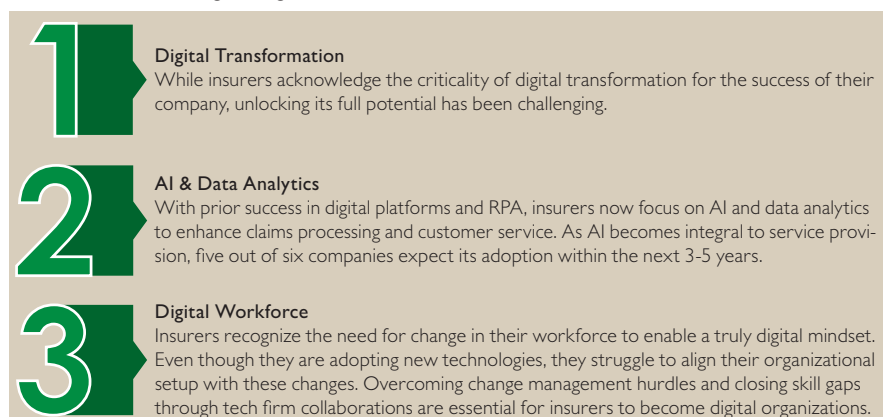 1
Digital Transformation
While insurers acknowledge the criticality of digital transformation for the success of their
company, unlocking its full potential has been challenging.
2
AI & Data Analytics
With prior success in digital platforms and RPA, insurers now focus on AI and data analytics
to enhance claims processing and customer service. As AI becomes integral to service provi-
sion, five out of six companies expect its adoption within the next 3-5 years.
3
Digital Workforce
Insurers recognize the need for change in their workforce to enable a truly digital mindset.
Even though they are adopting new technologies, they struggle to align their organizational
setup with these changes. Overcoming change management hurdles and closing skill gaps
through tech firm collaborations are essential for insurers to become digital organizations.